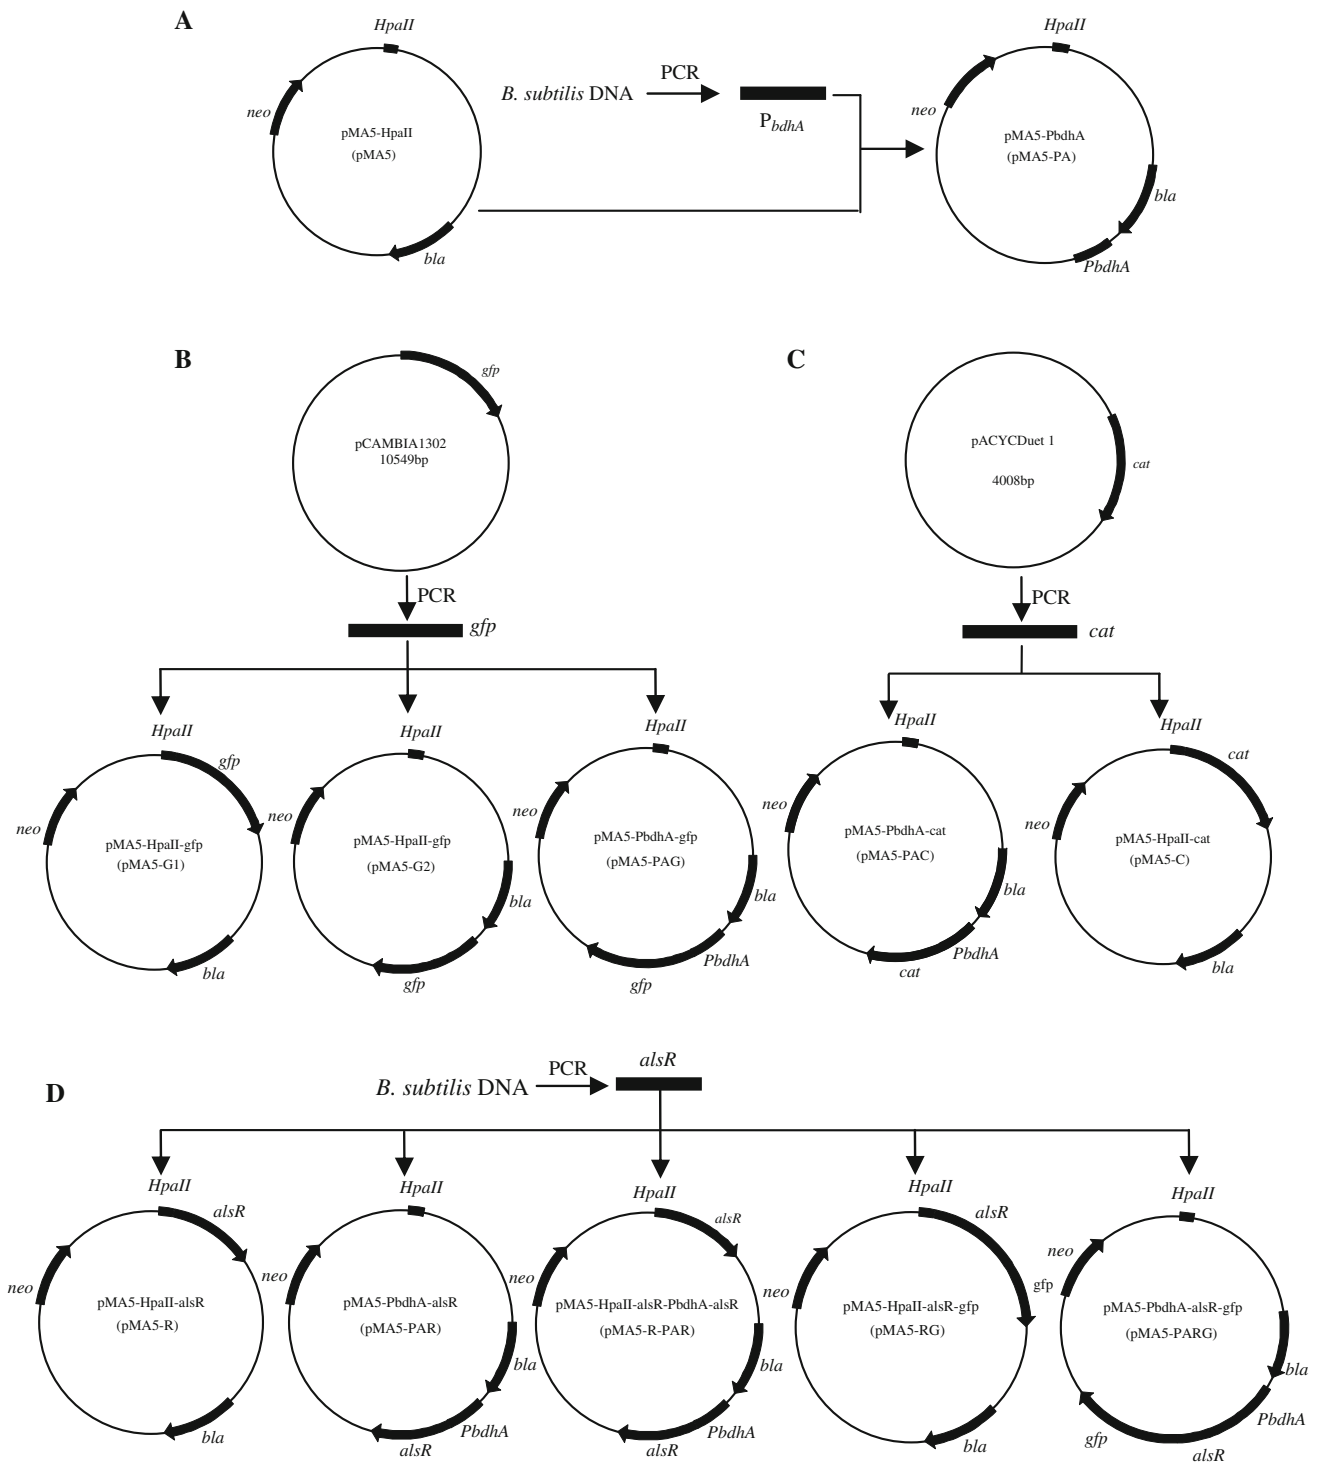 A
HpaII
neo
pMA5-HpaII
(pMA5)
bla
B. subtilis DNA
PCR
PbdhA
HpaII
neo
pMA5-PbdhA
(pMA5-PA)
bla
PbdhA
B
gfp
pCAMBIA1302
10549bp
PCR
gfp
HpaII
gfp
neo
pMA5-HpaII-gfp
(pMA5-G1)
bla
HpaII
neo
pMA5-HpaII-gfp
(pMA5-G2)
bla
gfp
HpaII
neo
pMA5-PbdhA-gfp
(pMA5-PAG)
bla
PbdhA
gfp
C
pACYCDuet 1
4008bp
cat
PCR
cat
HpaII
neo
pMA5-PbdhA-cat
(pMA5-PAC)
bla
PbdhA
cat
HpaII
cat
neo
pMA5-HpaII-cat
(pMA5-C)
bla
D
B. subtilis DNA
PCR
alsR
HpaII
alsR
neo
pMA5-HpaII-alsR
(pMA5-R)
bla
HpaII
neo
pMA5-PbdhA-alsR
(pMA5-PAR)
bla
PbdhA
alsR
HpaII
alsR
neo
pMA5-HpaII-alsR-PbdhA-alsR
(pMA5-R-PAR)
bla
PbdhA
alsR
HpaII
alsR
gfp
neo
pMA5-HpaII-alsR-gfp
(pMA5-RG)
bla
HpaII
neo
pMA5-PbdhA-alsR-gfp
(pMA5-PARG)
bla
PbdhA
gfp
alsR